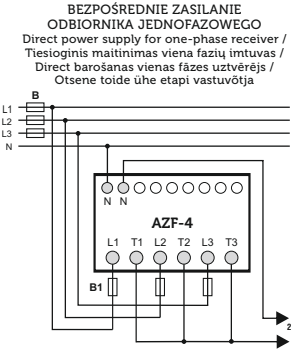 BEZPOŚREDNIE ZASILANIE
ODBIORNIKA JEDNOFAZOWEGO
Direct power supply for one-phase receiver /
Tiesioginis maitinimas viena fazių imtuvas /
Direct barošanas vienas fāzes uztvērējs /
Otsene toide ühe etapi vastuvõtja
B
L1
L2
L3
N
N N
AZF-4
L1 T1 L2 T2 L3 T3
B1
2